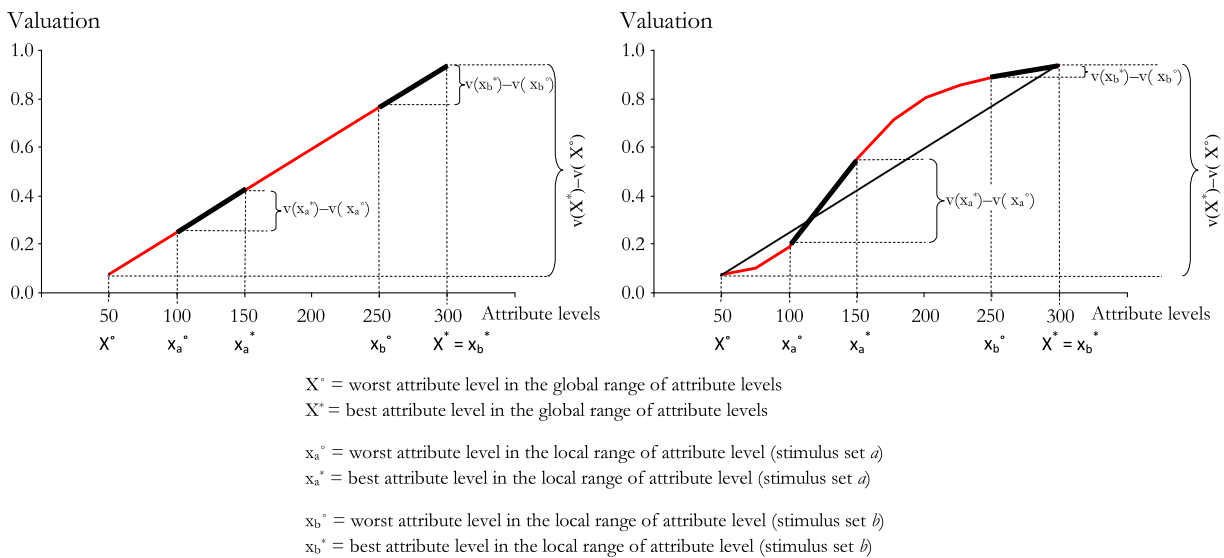 Valuation
1.0
0.8
0.6
0.4
0.2
0.0
v(xb*)–v( xb°)
v(xa*)–v( xa°)
v(X*)–v( X°)
50 100 150 200 250 300 Attribute levels
X° xa° xa* xb° X* = xb*
Valuation
1.0
0.8
0.6
0.4
0.2
0.0
v(xb*)–v( xb°)
v(xa*)–v( xa°)
v(X*)–v( X°)
50 100 150 200 250 300 Attribute levels
X° xa° xa* xb° X* = xb*
X° = worst attribute level in the global range of attribute levels
X* = best attribute level in the global range of attribute levels
xa° = worst attribute level in the local range of attribute level (stimulus set a)
xa* = best attribute level in the local range of attribute level (stimulus set a)
xb° = worst attribute level in the local range of attribute level (stimulus set b)
xb* = best attribute level in the local range of attribute level (stimulus set b)